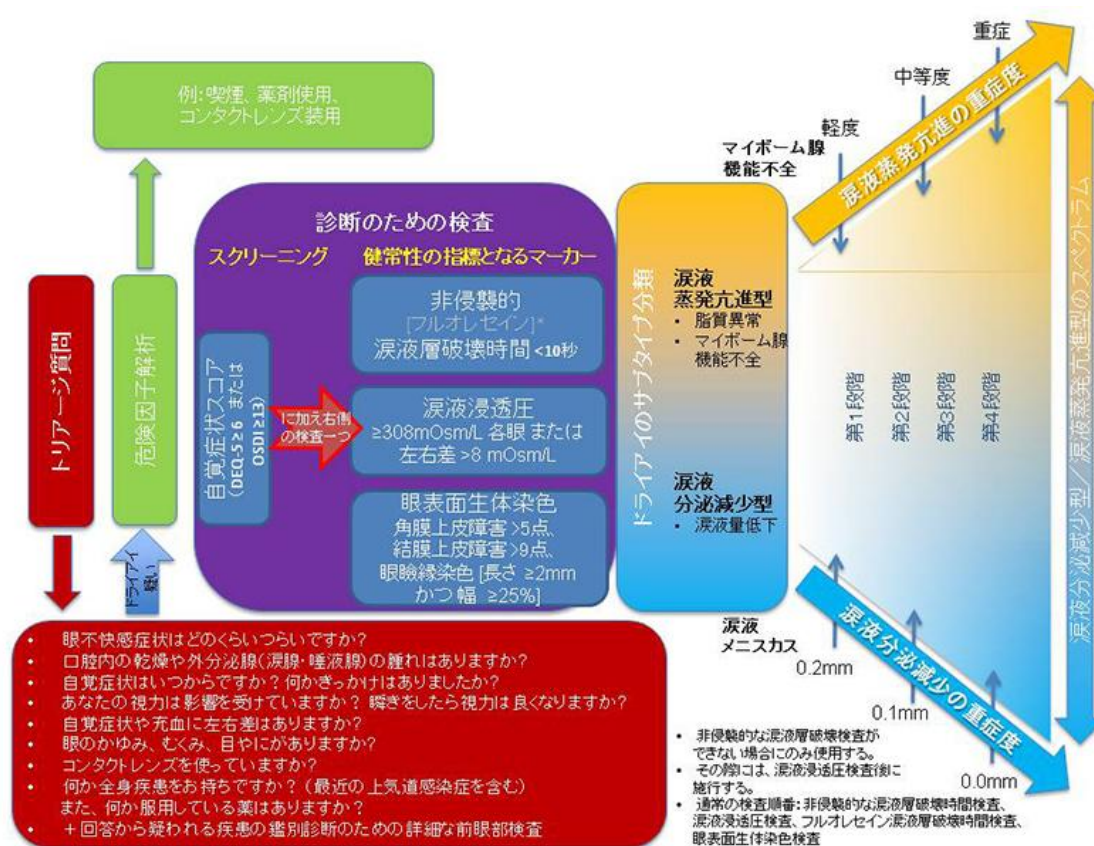 例：喫煙、薬剤使用、
コンタクトレンズ装用
トリアージ質問
危険因子解析
ドライアイ
疑い
診断のための検査
スクリーニング
健常性の指標となるマーカー
自覚症状スコア
(DEQ-5≥6 または
OSDI ≥13)
に加え右側
の検査一つ
非侵襲的
[フルオレセイン]*
涙液層破壊時間 <10秒
涙液浸透圧
≥308mOsm/L 各眼 または
左右差 >8 mOsm/L
眼表面生体染色
角膜上皮障害 >5点、
結膜上皮障害 >9点、
眼瞼縁染色 [長さ ≥2mm
かつ 幅 ≥25%]
ドライアイのサブタイプ分類
涙液
蒸発亢進型
• 脂質異常
• マイボーム腺
機能不全
涙液
分泌減少型
• 涙液量低下
マイボーム腺
機能不全
軽度
中等度
重症
涙液蒸発亢進の重症度
第1段階
第2段階
第3段階
第4段階
涙液分泌減少型／涙液蒸発亢進型のスペクトラム
涙液
メニスカス
0.2mm
0.1mm
0.0mm
涙液分泌減少の重症度
• 眼不快感症状はどのくらいつらいですか？
• 口腔内の乾燥や外分泌腺（涙腺・唾液腺）の腫れはありますか？
• 自覚症状はいつからですか？何かきっかけはありましたか？
• あなたの視力は影響を受けていますか？ 瞬きをしたら視力は良くなりますか？
• 自覚症状や充血に左右差はありますか？
• 眼のかゆみ、むくみ、目やにがありますか？
• コンタクトレンズを使っていますか？
• 何か全身疾患をお持ちですか？（最近の上気道感染症を含む）
また、何か服用している薬はありますか？
• ＋回答から疑われる疾患の鑑別診断のための詳細な前眼部検査
• 非侵襲的な涙液層破壊検査が
できない場合にのみ使用する。
• その際には、涙液浸透圧検査後に
施行する。
• 通常の検査順番：非侵襲的な涙液層破壊時間検査、
涙液浸透圧検査、フルオレセイン涙液層破壊時間検査、
眼表面生体染色検査